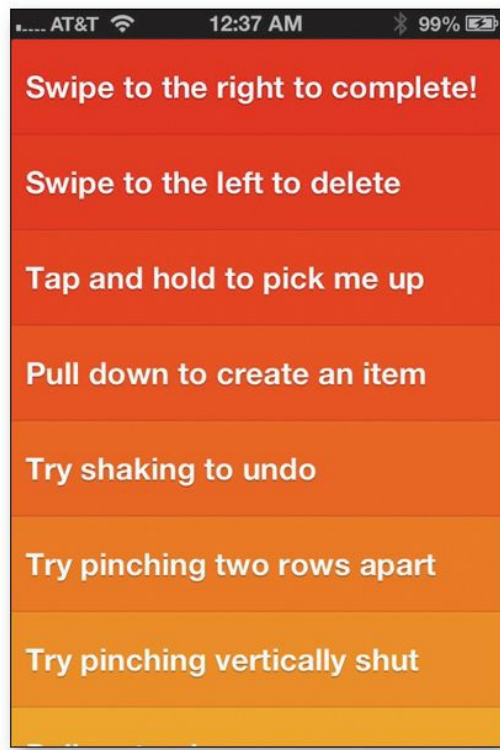 AT&T 12:37 AM 99%
Swipe to the right to complete!
Swipe to the left to delete
Tap and hold to pick me up
Pull down to create an item
Try shaking to undo
Try pinching two rows apart
Try pinching vertically shut